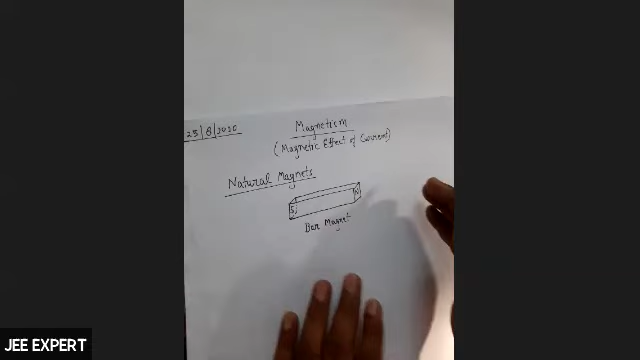 25/8/2020
Magnetism
(Magnetic Effect of Current)
Natural Magnets
S N
Bar Magnet
JEE EXPERT